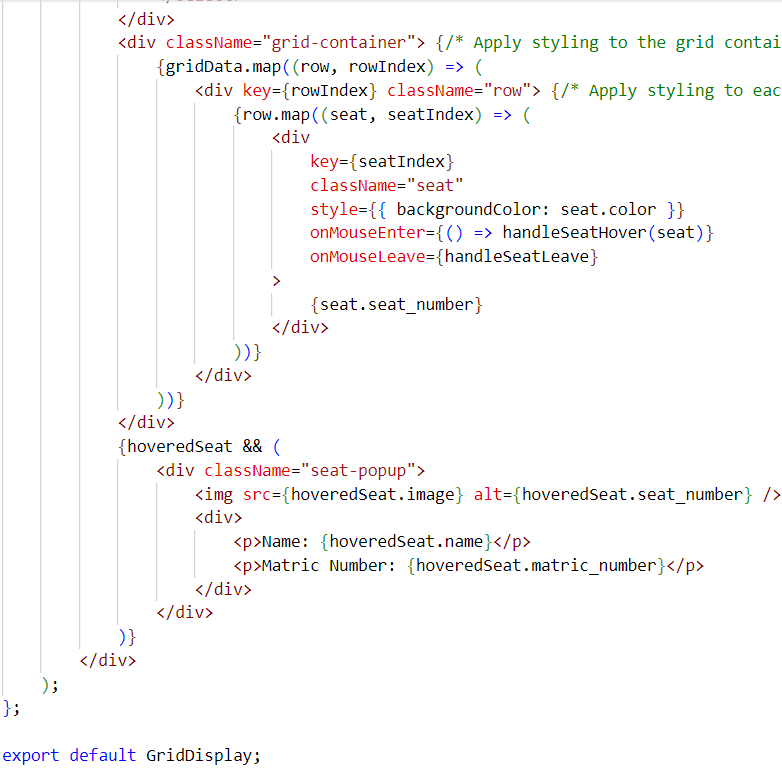 </div>
<div className="grid-container"> {/* Apply styling to the grid contai
{gridData.map((row, rowIndex) => (
<div key={rowIndex} className="row"> {/* Apply styling to eac
{row.map((seat, seatIndex) => (
<div
key={seatIndex}
className="seat"
style={{ backgroundColor: seat.color }}
onMouseEnter={() => handleSeatHover(seat)}
onMouseLeave={handleSeatLeave}
>
{seat.seat_number}
</div>
))}
</div>
))}
</div>
{hoveredSeat && (
<div className="seat-popup">
<img src={hoveredSeat.image} alt={hoveredSeat.seat_number} />
<div>
<p>Name: {hoveredSeat.name}</p>
<p>Matric Number: {hoveredSeat.matric_number}</p>
</div>
</div>
)}
</div>
);
};
export default GridDisplay;